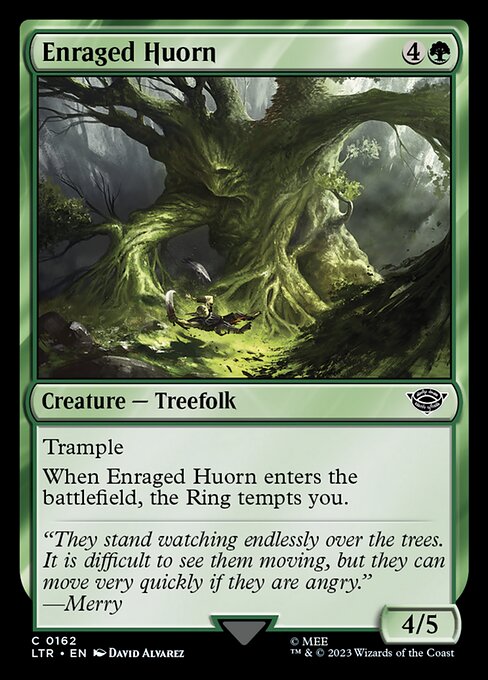 Enraged Huorn 4
Creature — Treefolk
Trample
When Enraged Huorn enters the
battlefield, the Ring tempts you.
“They stand watching endlessly over the trees.
It is difficult to see them moving, but they can
move very quickly if they are angry.”
—Merry
4/5
C 0162
LTR • EN David Alvarez
© MEE
™ & © 2023 Wizards of the Coast